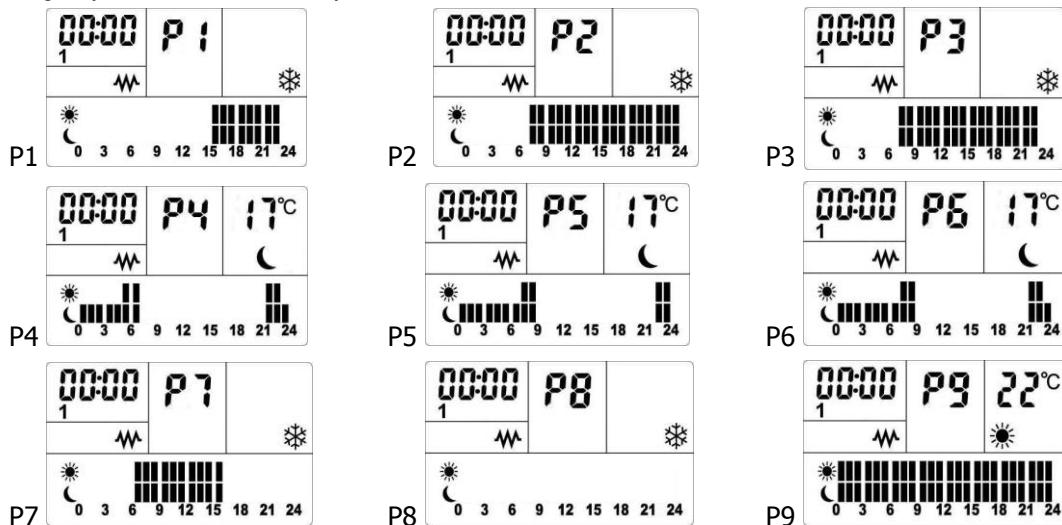 00:00 P1
1
0 3 6 9 12 15 18 21 24
P1
00:00 P2
1
0 3 6 9 12 15 18 21 24
P2
00:00 P3
1
0 3 6 9 12 15 18 21 24
P3
00:00 P4 17°C
1
0 3 6 9 12 15 18 21 24
P4
00:00 P5 17°C
1
0 3 6 9 12 15 18 21 24
P5
00:00 P6 17°C
1
0 3 6 9 12 15 18 21 24
P6
00:00 P7
1
0 3 6 9 12 15 18 21 24
P7
00:00 P8
1
0 3 6 9 12 15 18 21 24
P8
00:00 P9 22°C
1
0 3 6 9 12 15 18 21 24
P9